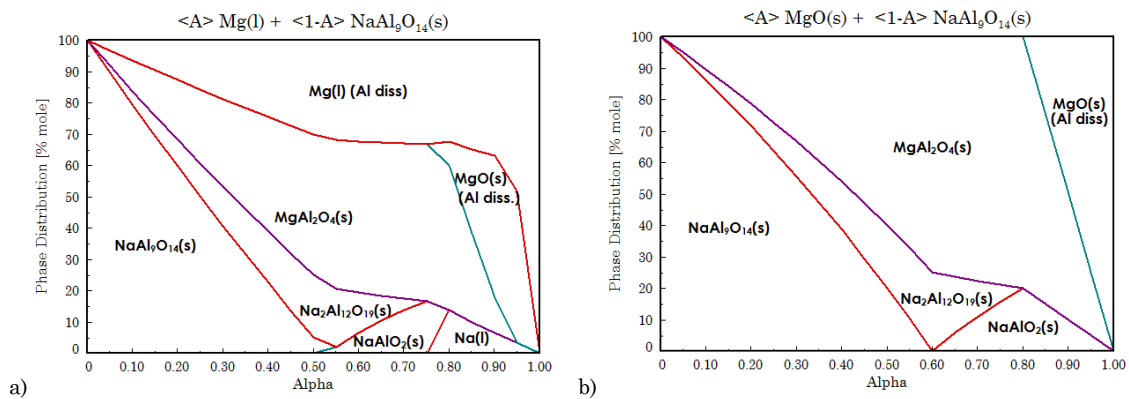 <A> Mg(l) + <1-A> NaAl₉O₁₄(s)
100
90
80
70
60
50
40
30
20
10
0
Phase Distribution [% mole]
Mg(l) (Al diss)
MgO(s)
(Al diss.)
MgAl₂O₄(s)
NaAl₉O₁₄(s)
Na₂Al₁₂O₁₉(s)
NaAlO₂(s)
Na(l)
0 0.10 0.20 0.30 0.40 0.50 0.60 0.70 0.80 0.90 1.00
Alpha
a)
<A> MgO(s) + <1-A> NaAl₉O₁₄(s)
100
90
80
70
60
50
40
30
20
10
0
Phase Distribution [% mole]
MgO(s)
(Al diss)
MgAl₂O₄(s)
NaAl₉O₁₄(s)
Na₂Al₁₂O₁₉(s)
NaAlO₂(s)
0 0.10 0.20 0.30 0.40 0.50 0.60 0.70 0.80 0.90 1.00
Alpha
b)